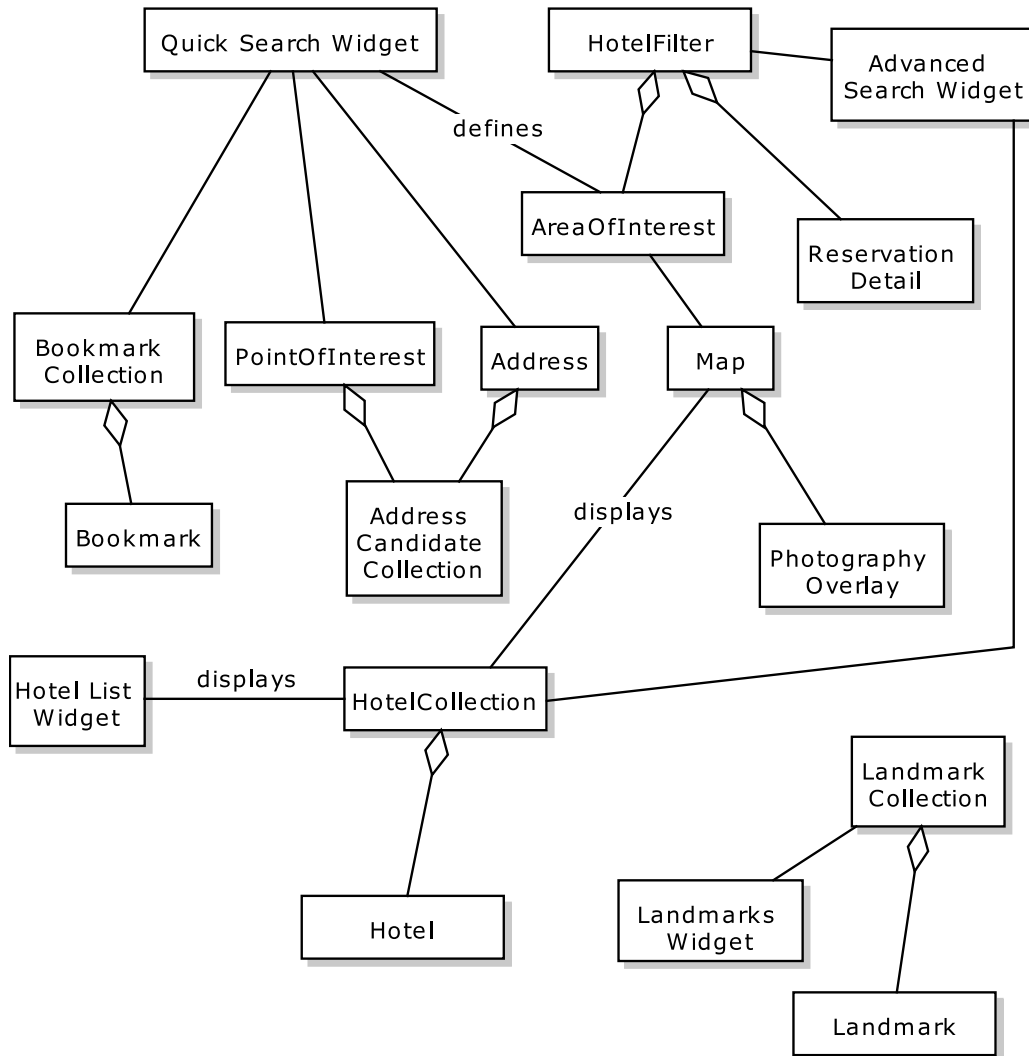 Quick Search Widget
HotelFilter
Advanced
Search Widget
defines
AreaOfInterest
Reservation
Detail
Bookmark
Collection
PointOfInterest
Address
Map
Bookmark
Address
Candidate
Collection
displays
Photography
Overlay
Hotel List
Widget
displays
HotelCollection
Landmark
Collection
Hotel
Landmarks
Widget
Landmark